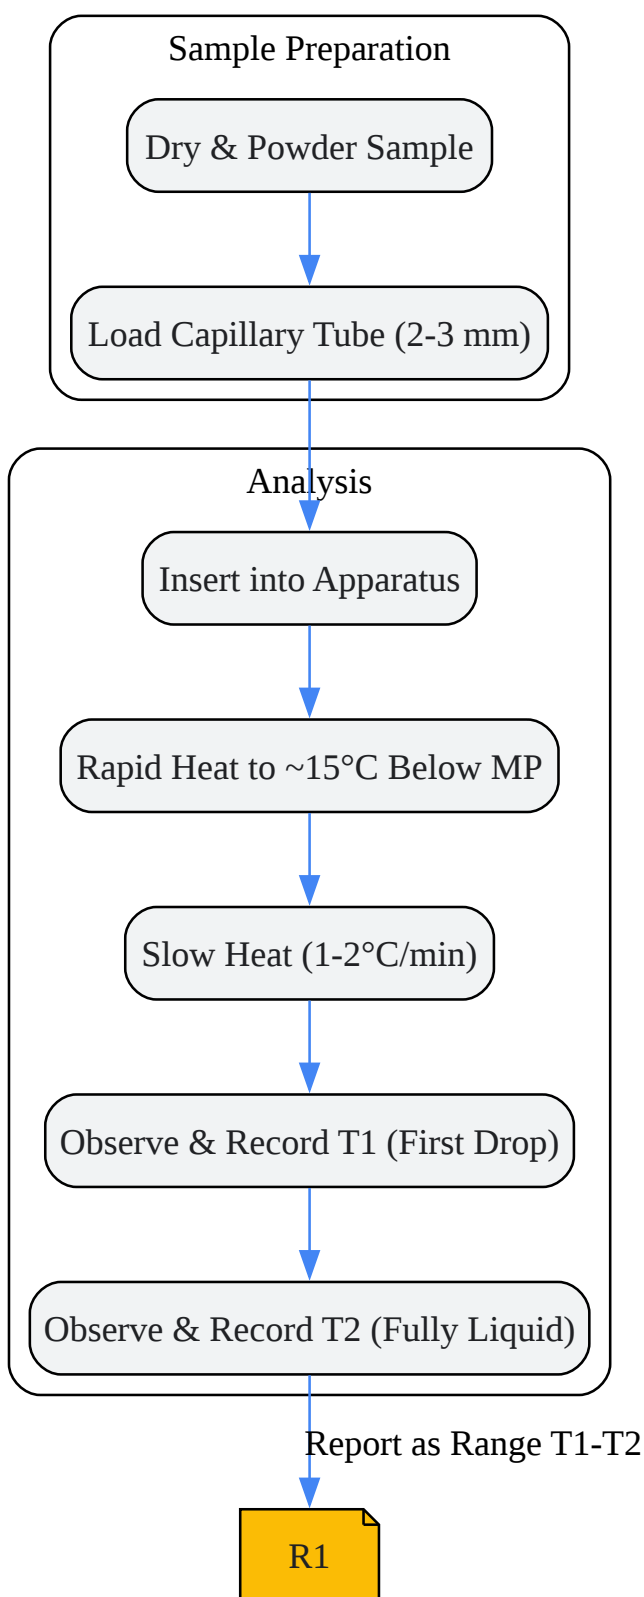 Sample Preparation
Dry & Powder Sample
Load Capillary Tube (2-3 mm)
Analysis
Insert into Apparatus
Rapid Heat to ~15°C Below MP
Slow Heat (1-2°C/min)
Observe & Record T1 (First Drop)
Observe & Record T2 (Fully Liquid)
Report as Range T1-T2
R1